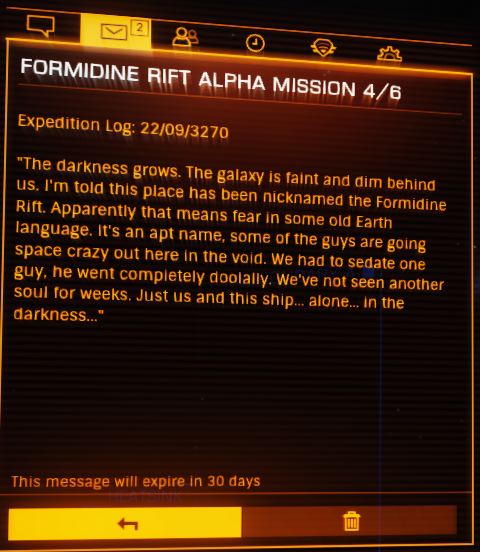 2
FORMIDINE RIFT ALPHA MISSION 4/6
Expedition Log: 22/09/3270
"The darkness grows. The galaxy is faint and dim behind
us. I'm told this place has been nicknamed the Formidine
Rift. Apparently that means fear in some old Earth
language. It's an apt name, some of the guys are going
space crazy out here in the void. We had to sedate one
guy, he went completely doolally. We've not seen another
soul for weeks. Just us and this ship... alone... in the
darkness..."
This message will expire in 30 days